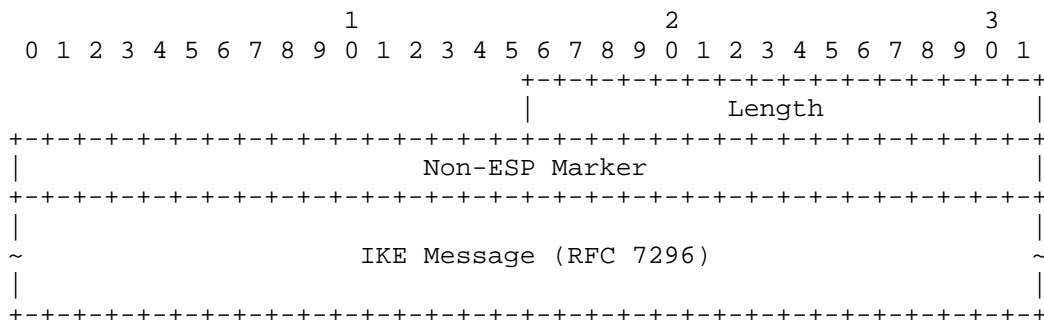 1                   2                   3
 0 1 2 3 4 5 6 7 8 9 0 1 2 3 4 5 6 7 8 9 0 1 2 3 4 5 6 7 8 9 0 1
                                +-+-+-+-+-+-+-+-+-+-+-+-+-+-+-+-+
                                |            Length             |
+-+-+-+-+-+-+-+-+-+-+-+-+-+-+-+-+-+-+-+-+-+-+-+-+-+-+-+-+-+-+-+-+
|                         Non-ESP Marker                        |
+-+-+-+-+-+-+-+-+-+-+-+-+-+-+-+-+-+-+-+-+-+-+-+-+-+-+-+-+-+-+-+-+
|                                                               |
~                     IKE Message (RFC 7296)                    ~
|                                                               |
+-+-+-+-+-+-+-+-+-+-+-+-+-+-+-+-+-+-+-+-+-+-+-+-+-+-+-+-+-+-+-+-+